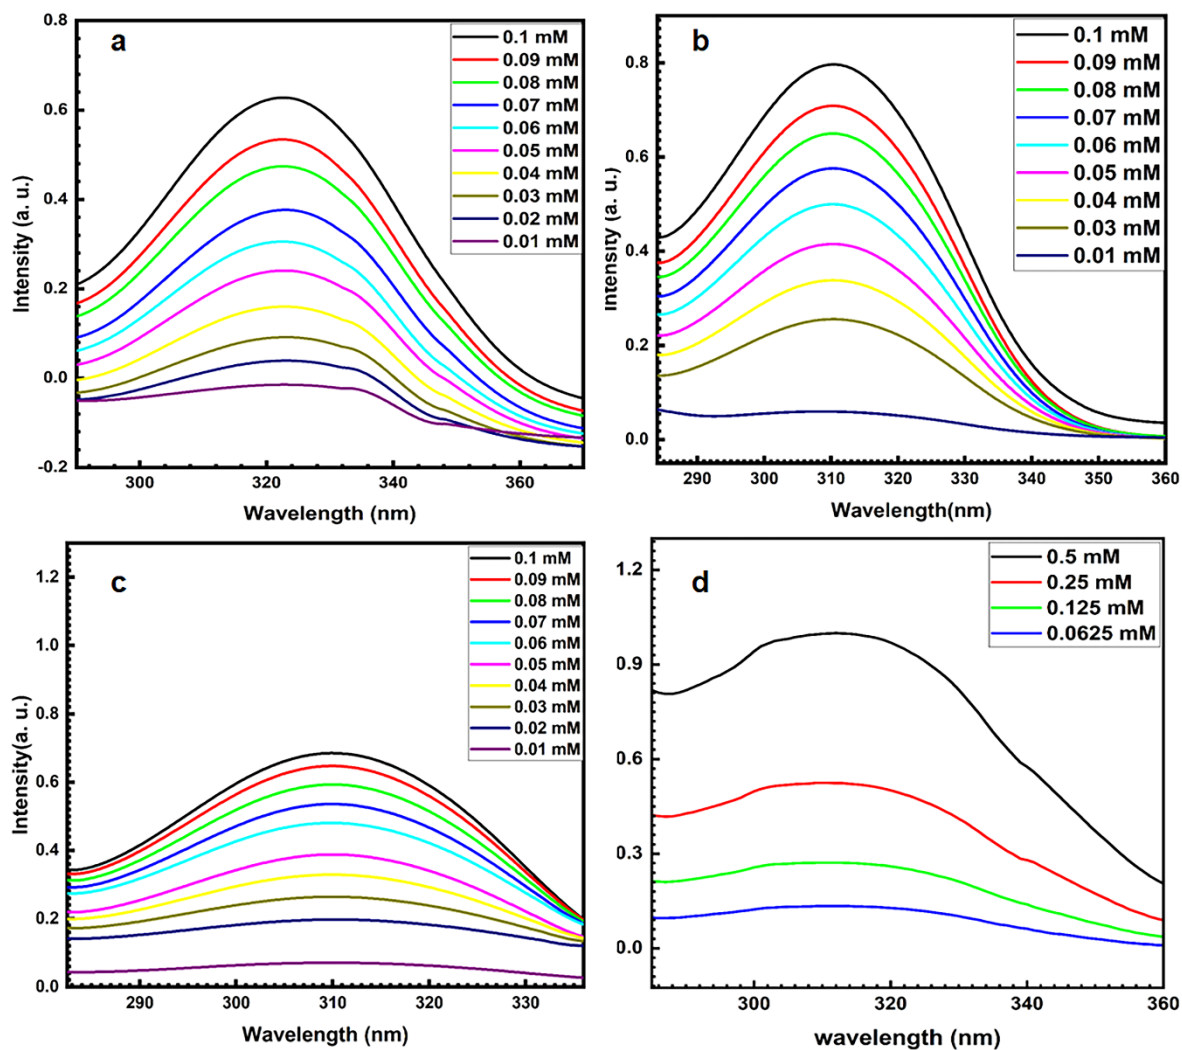 a
0.8
0.6
0.4
0.2
0.0
-0.2
Intensity (a. u.)
300
320
340
360
Wavelength (nm)
0.1 mM
0.09 mM
0.08 mM
0.07 mM
0.06 mM
0.05 mM
0.04 mM
0.03 mM
0.02 mM
0.01 mM
b
0.8
0.6
0.4
0.2
0.0
Intensity (a. u.)
290
300
310
320
330
340
350
360
Wavelength(nm)
0.1 mM
0.09 mM
0.08 mM
0.07 mM
0.06 mM
0.05 mM
0.04 mM
0.03 mM
0.01 mM
c
1.2
1.0
0.8
0.6
0.4
0.2
0.0
Intensity(a. u.)
290
300
310
320
330
Wavelength (nm)
0.1 mM
0.09 mM
0.08 mM
0.07 mM
0.06 mM
0.05 mM
0.04 mM
0.03 mM
0.02 mM
0.01 mM
d
1.2
0.9
0.6
0.3
0.0
300
320
340
360
wavelength (nm)
0.5 mM
0.25 mM
0.125 mM
0.0625 mM